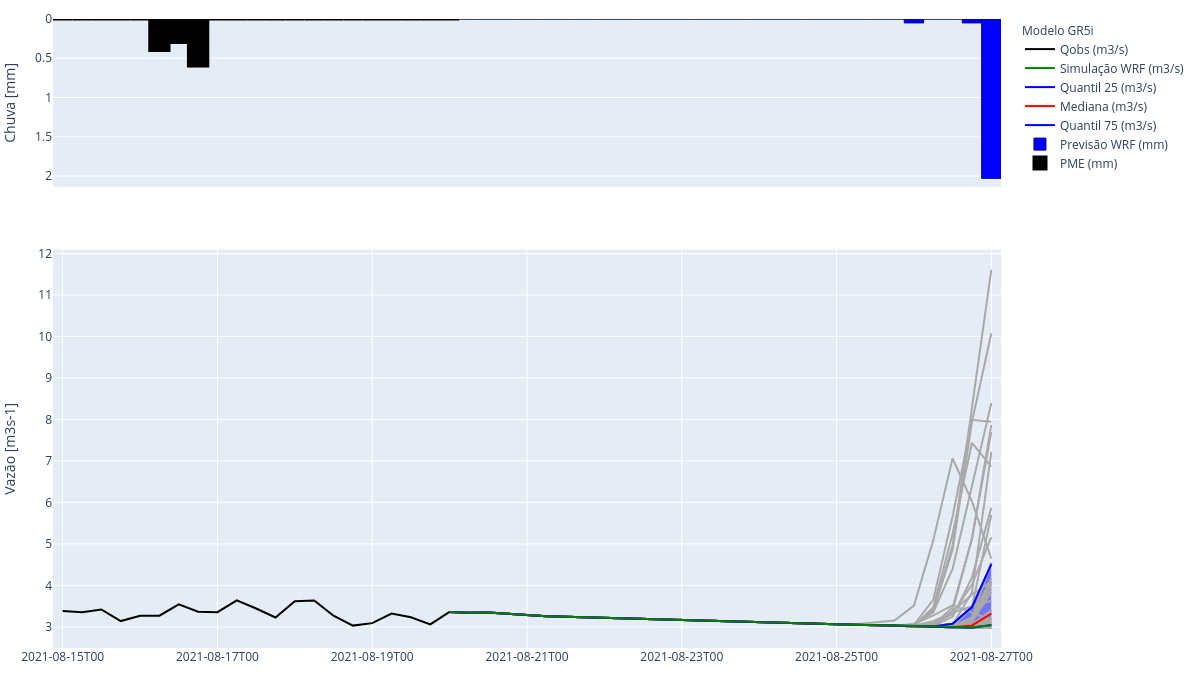 0
0.5
1
1.5
2
Chuva [mm]
Modelo GR5i
Qobs (m3/s)
Simulação WRF (m3/s)
Quantil 25 (m3/s)
Mediana (m3/s)
Quantil 75 (m3/s)
Previsão WRF (mm)
PME (mm)
12
11
10
9
8
7
6
5
4
3
Vazão [m3s-1]
2021-08-15T00
2021-08-17T00
2021-08-19T00
2021-08-21T00
2021-08-23T00
2021-08-25T00
2021-08-27T00